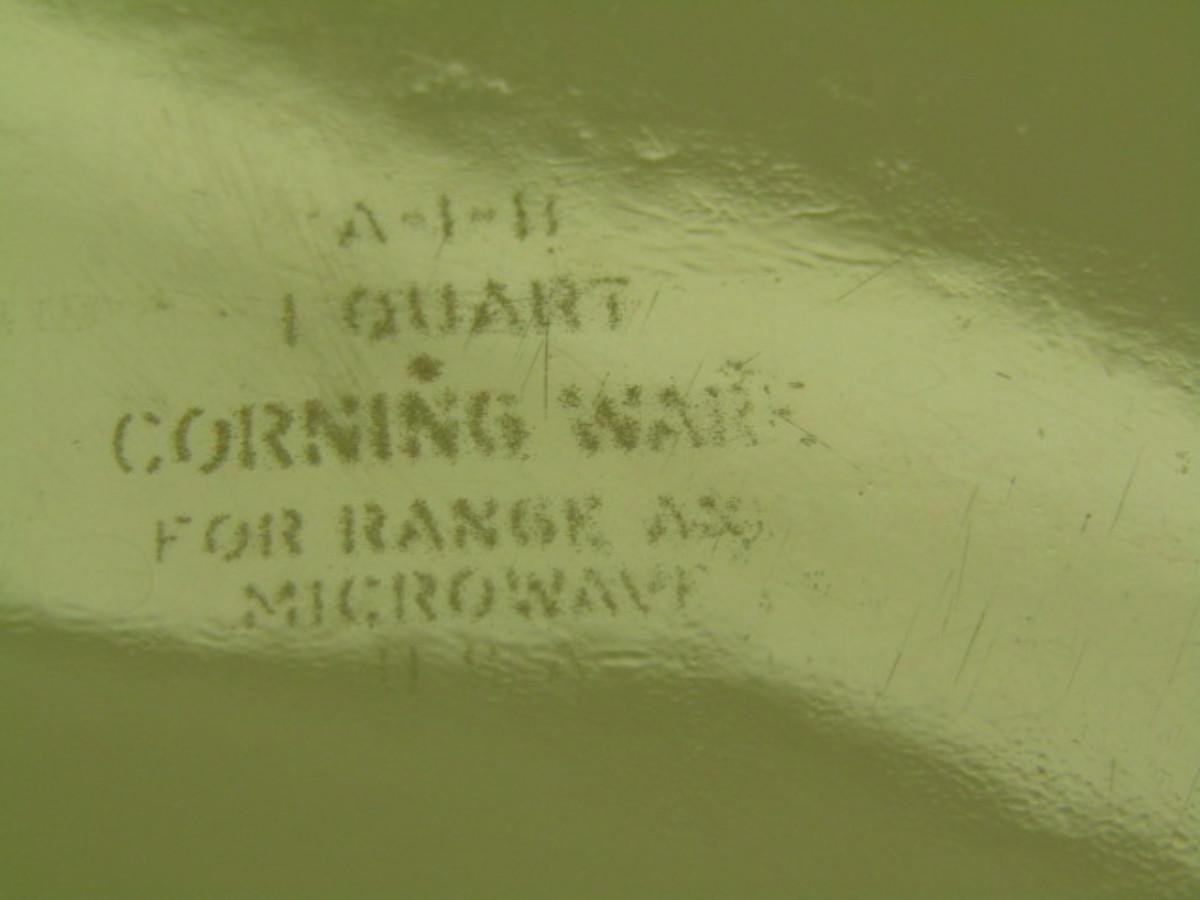 A-1-B
1 QUART
CORNING WARE
FOR RANGE AND
MICROWAVE